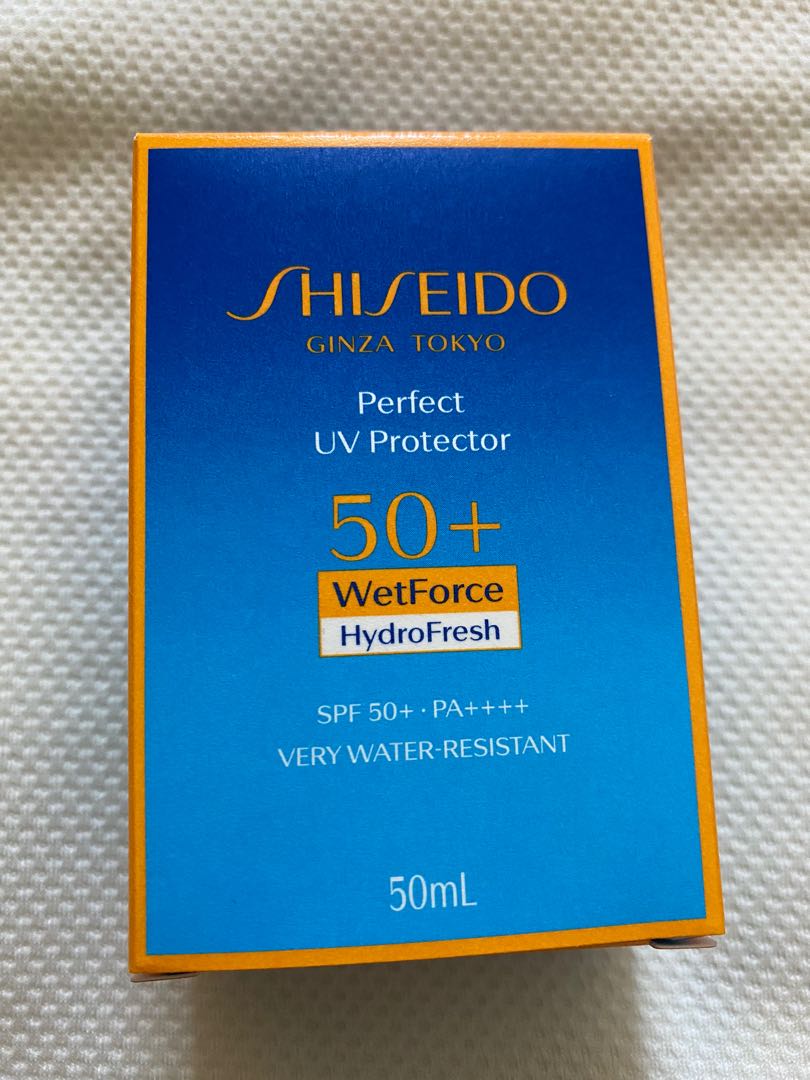 SHISEIDO
GINZA TOKYO
Perfect
UV Protector
50+
WetForce
HydroFresh
SPF 50+・PA++++
VERY WATER-RESISTANT
50mL